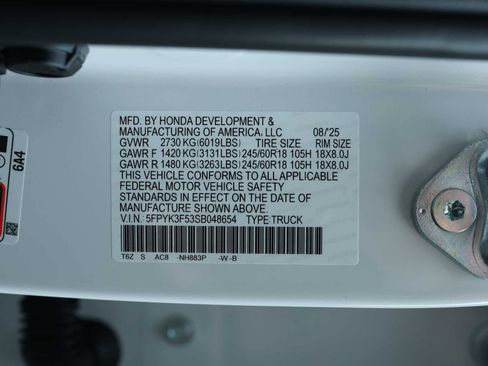 MFD. BY HONDA DEVELOPMENT &
MANUFACTURING OF AMERICA, LLC 08/'25
GVWR 2730 KG(6019LBS) TIRE SIZE RIM SIZE
GAWR F 1420 KG(3131LBS) 245/60R18 105H 18X8.0J
GAWR R 1480 KG(3263LBS) 245/60R18 105H 18X8.0J
THIS VEHICLE CONFORMS TO ALL APPLICABLE
FEDERAL MOTOR VEHICLE SAFETY
STANDARDS IN EFFECT ON THE DATE OF
MANUFACTURE SHOWN ABOVE.
V.I.N.: 5FPYK3F53SB048654 TYPE:TRUCK
T6Z S AC8 -NH883P -W -B
6A4